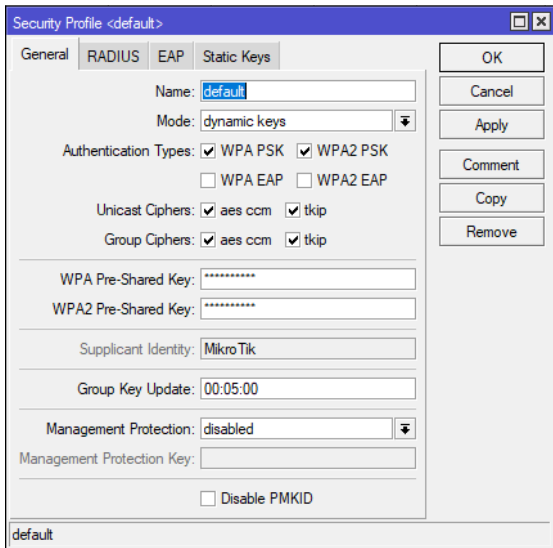 Security Profile <default>
General RADIUS EAP Static Keys
OK
Name: default
Cancel
Mode: dynamic keys
Apply
Authentication Types: WPA PSK WPA2 PSK
Comment
WPA EAP WPA2 EAP
Copy
Unicast Ciphers: aes ccm tkip
Remove
Group Ciphers: aes ccm tkip
WPA Pre-Shared Key: **********
WPA2 Pre-Shared Key: **********
Supplicant Identity: MikroTik
Group Key Update: 00:05:00
Management Protection: disabled
Management Protection Key:
Disable PMKID
default